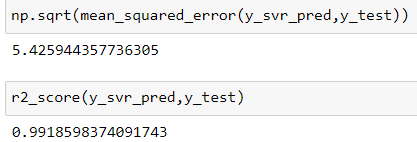 np.sqrt(mean_squared_error(y_svr_pred,y_test))
5.425944357736305
r2_score(y_svr_pred,y_test)
0.9918598374091743